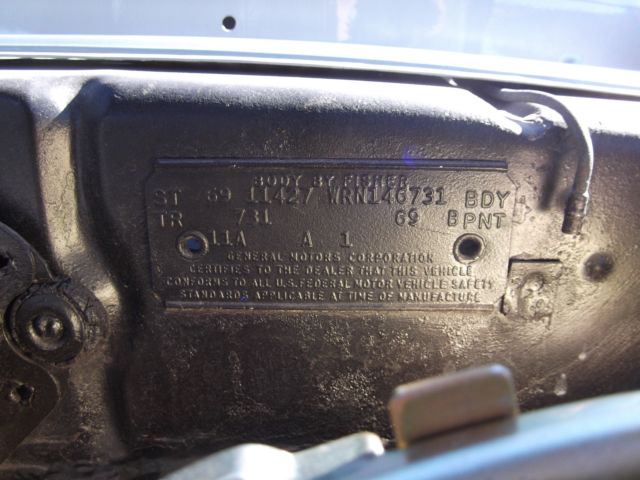 BODY BY FISHER
ST 69 11427 WRN146731 BDY
TR 731 69 B PNT
11A A 1
GENERAL MOTORS CORPORATION
CERTIFIES TO THE DEALER THAT THIS VEHICLE
CONFORMS TO ALL U.S. FEDERAL MOTOR VEHICLE SAFETY
STANDARDS APPLICABLE AT TIME OF MANUFACTURE